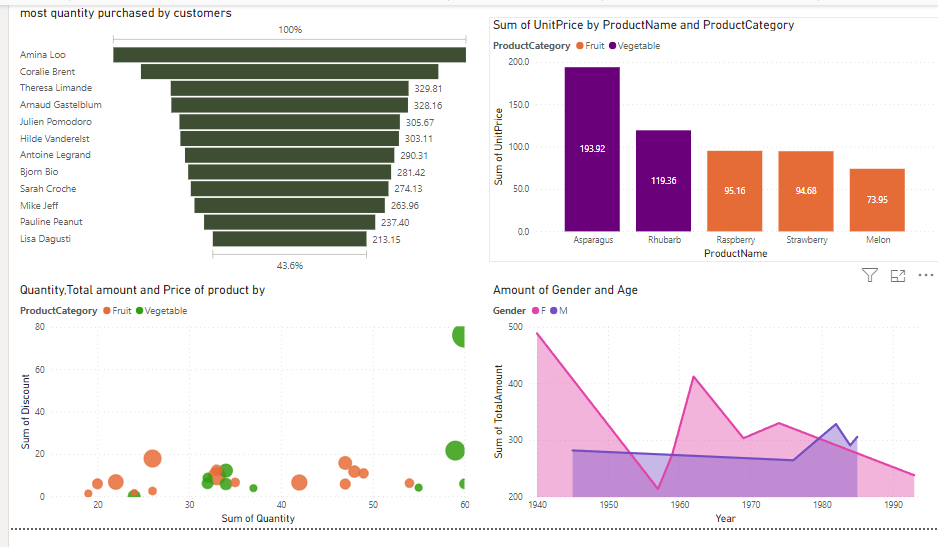 most quantity purchased by customers
100%
Amina Loo
Coralie Brent
Theresa Limande 329.81
Arnaud Gastelblum 328.16
Julien Pomodoro 305.67
Hilde Vanderelst 303.11
Antoine Legrand 290.31
Bjorn Bio 281.42
Sarah Croche 274.13
Mike Jeff 263.96
Pauline Peanut 237.40
Lisa Dagusti 213.15
43.6%
Sum of UnitPrice by ProductName and ProductCategory
ProductCategory Fruit Vegetable
Sum of UnitPrice
200.0
150.0
100.0
50.0
0.0
193.92
119.36
95.16
94.68
73.95
Asparagus Rhubarb Raspberry Strawberry Melon
ProductName
Quantity,Total amount and Price of product by
ProductCategory Fruit Vegetable
Sum of Discount
80
60
40
20
0
20 30 40 50 60
Sum of Quantity
Amount of Gender and Age
Gender F M
Sum of TotalAmount
500
400
300
200
1940 1950 1960 1970 1980 1990
Year